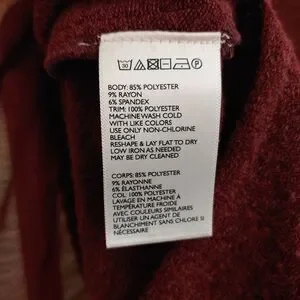 BODY: 85% POLYESTER
9% RAYON
6% SPANDEX
TRIM: 100% POLYESTER
MACHINE WASH COLD
WITH LIKE COLORS
USE ONLY NON-CHLORINE
BLEACH
RESHAPE & LAY FLAT TO DRY
LOW IRON AS NEEDED
MAY BE DRY CLEANED
CORPS: 85% POLYESTER
9% RAYONNE
6% ÉLASTHANNE
COL: 100% POLYESTER
LAVAGE EN MACHINE À
TEMPÉRATURE FROIDE
AVEC COULEURS SIMILAIRES
UTILISER UN AGENT DE
BLANCHIMENT SANS CHLORE SI
NÉCESSAIRE